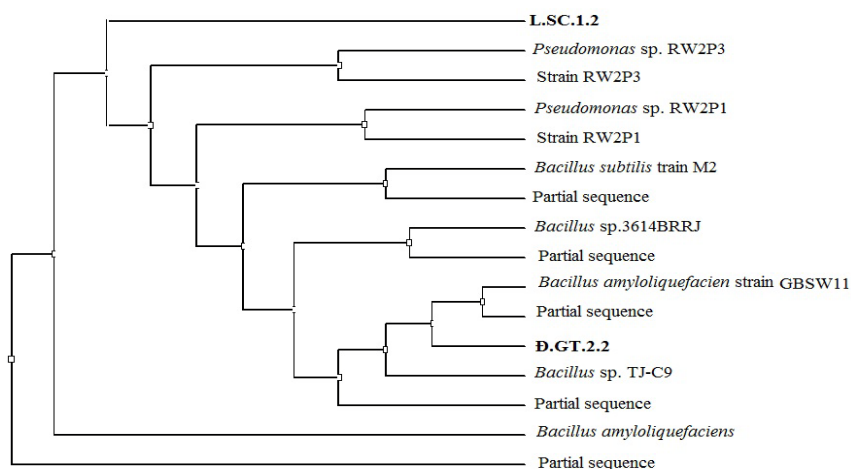 L.SC.1.2
Pseudomonas sp. RW2P3
Strain RW2P3
Pseudomonas sp. RW2P1
Strain RW2P1
Bacillus subtilis train M2
Partial sequence
Bacillus sp.3614BRRJ
Partial sequence
Bacillus amyloliquefacien strain GBSW11
Partial sequence
Đ.GT.2.2
Bacillus sp. TJ-C9
Partial sequence
Bacillus amyloliquefaciens
Partial sequence